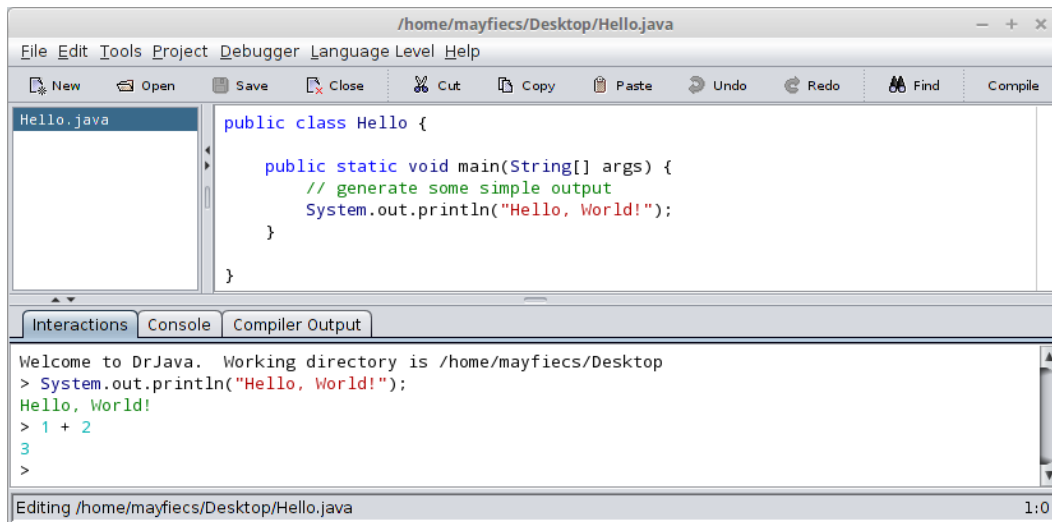 /home/mayfiecs/Desktop/Hello.java
File Edit Tools Project Debugger Language Level Help
New Open Save Close Cut Copy Paste Undo Redo Find Compile
Hello.java
public class Hello {
public static void main(String[] args) {
// generate some simple output
System.out.println("Hello, World!");
}
}
Interactions Console Compiler Output
Welcome to DrJava.  Working directory is /home/mayfiecs/Desktop
> System.out.println("Hello, World!");
Hello, World!
> 1 + 2
3
>
Editing /home/mayfiecs/Desktop/Hello.java 1:0